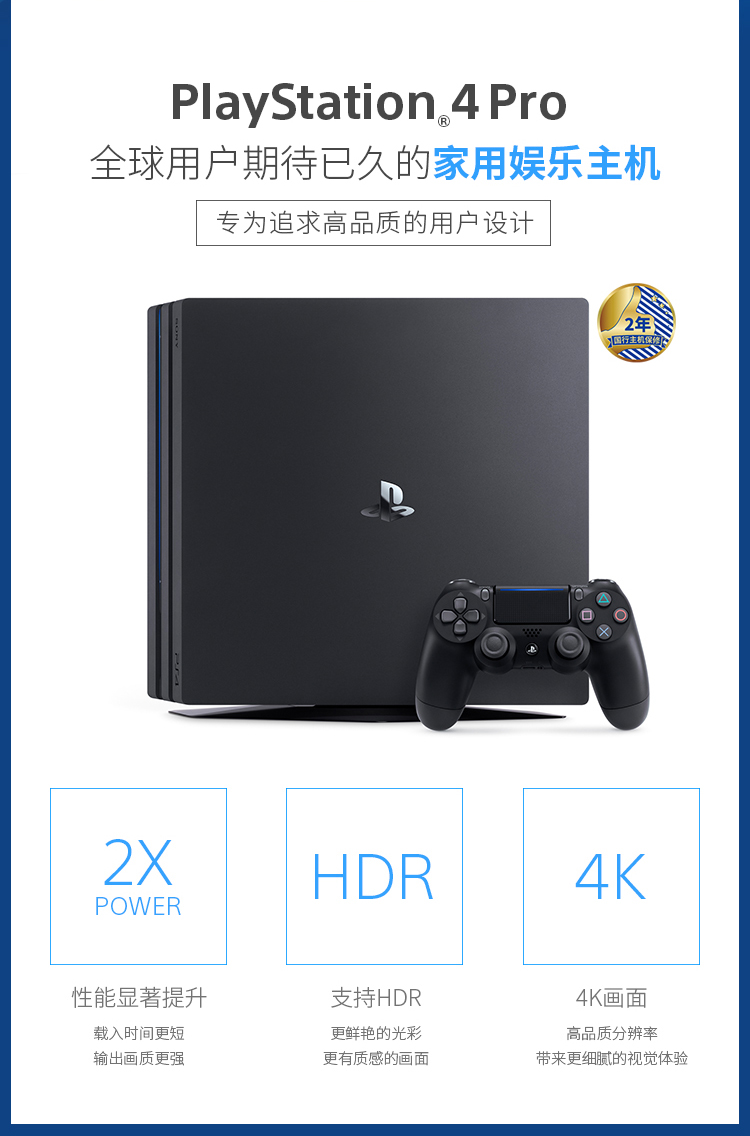 PlayStation®4 Pro
全球用户期待已久的家用娱乐主机
专为追求高品质的用户设计
SONY
2年
国行主机保修
PS4
2X
POWER
HDR
4K
性能显著提升
载入时间更短
输出画质更强
支持HDR
更鲜艳的光彩
更有质感的画面
4K画面
高品质分辨率
带来更细腻的视觉体验